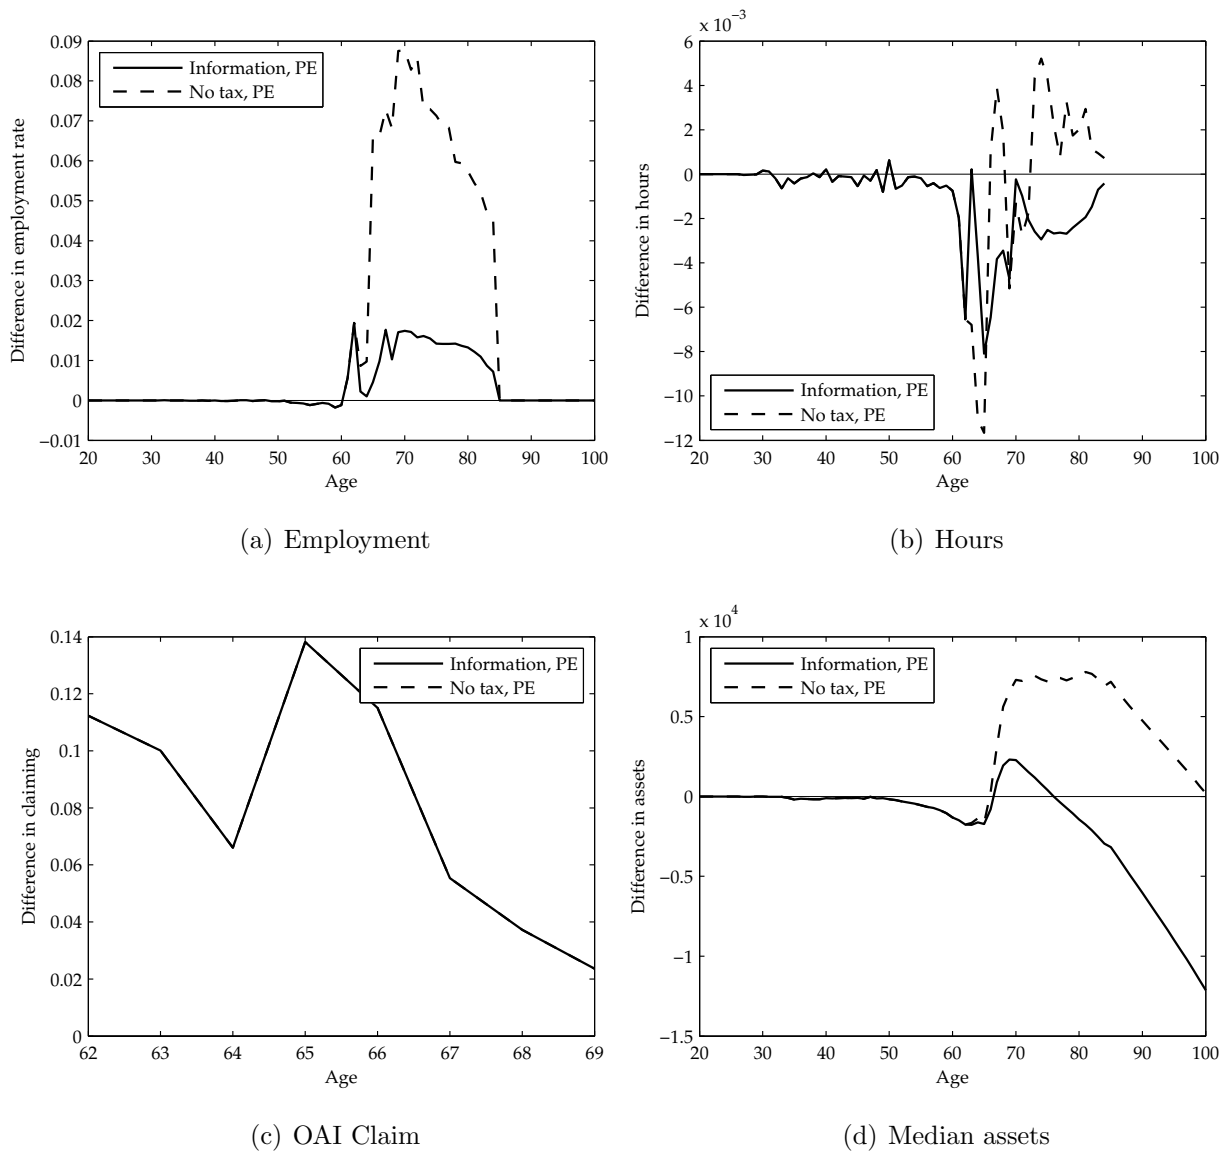 0.09
0.08
0.07
0.06
0.05
0.04
0.03
0.02
0.01
0
−0.01
20 30 40 50 60 70 80 90 100
Age
Difference in employment rate
Information, PE
No tax, PE
(a) Employment
x 10⁻³
6
4
2
0
−2
−4
−6
−8
−10
−12
20 30 40 50 60 70 80 90 100
Age
Difference in hours
Information, PE
No tax, PE
(b) Hours
0.14
0.12
0.1
0.08
0.06
0.04
0.02
0
62 63 64 65 66 67 68 69
Age
Difference in claiming
Information, PE
No tax, PE
(c) OAI Claim
x 10⁴
1
0.5
0
−0.5
−1
−1.5
20 30 40 50 60 70 80 90 100
Age
Difference in assets
Information, PE
No tax, PE
(d) Median assets